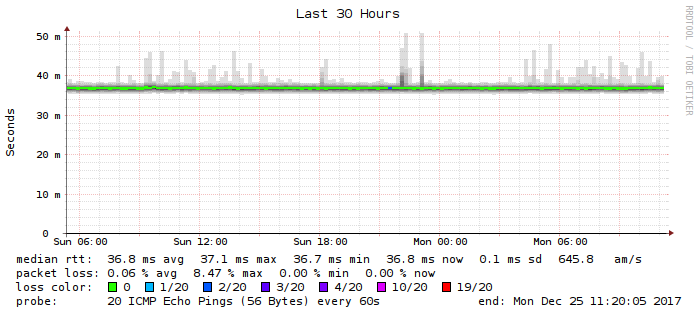 Last 30 Hours
RRDTOOL / TOBI OETIKER
Seconds
50 m
40 m
30 m
20 m
10 m
0
Sun 06:00 Sun 12:00 Sun 18:00 Mon 00:00 Mon 06:00
median rtt: 36.8 ms avg 37.1 ms max 36.7 ms min 36.8 ms now 0.1 ms sd 645.8 am/s
packet loss: 0.06 % avg 8.47 % max 0.00 % min 0.00 % now
loss color: 0 1/20 2/20 3/20 4/20 10/20 19/20
probe: 20 ICMP Echo Pings (56 Bytes) every 60s end: Mon Dec 25 11:20:05 2017